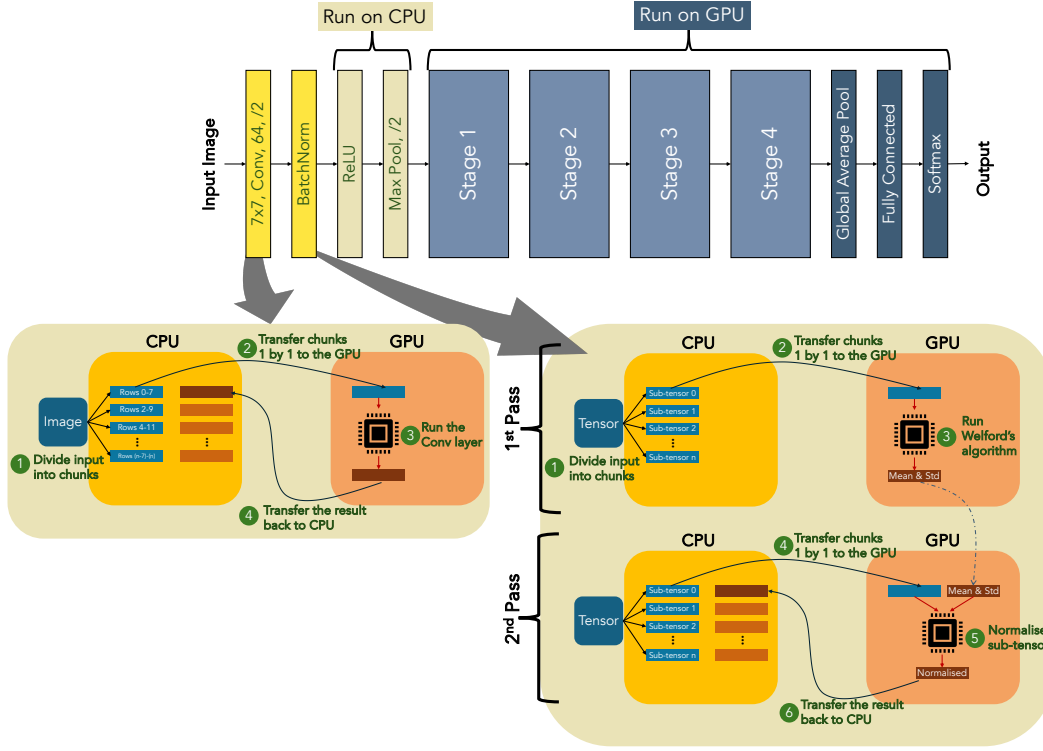 Run on CPU
Run on GPU
Input Image
7x7, Conv, 64, /2
BatchNorm
ReLU
Max Pool, /2
Stage 1
Stage 2
Stage 3
Stage 4
Global Average Pool
Fully Connected
Softmax
Output
CPU
GPU
2 Transfer chunks
1 by 1 to the GPU
Image
Rows 0-7
Rows 2-9
Rows 4-11
Rows (n-7)-(n)
1 Divide input
into chunks
3 Run the
Conv layer
4 Transfer the result
back to CPU
1st Pass
CPU
GPU
2 Transfer chunks
1 by 1 to the GPU
Tensor
Sub-tensor 0
Sub-tensor 1
Sub-tensor 2
Sub-tensor n
1 Divide input
into chunks
3 Run
Welford's
algorithm
Mean & Std
2nd Pass
CPU
GPU
4 Transfer chunks
1 by 1 to the GPU
Tensor
Sub-tensor 0
Sub-tensor 1
Sub-tensor 2
Sub-tensor n
Mean & Std
5 Normalise
sub-tenso
Normalised
6 Transfer the result
back to CPU